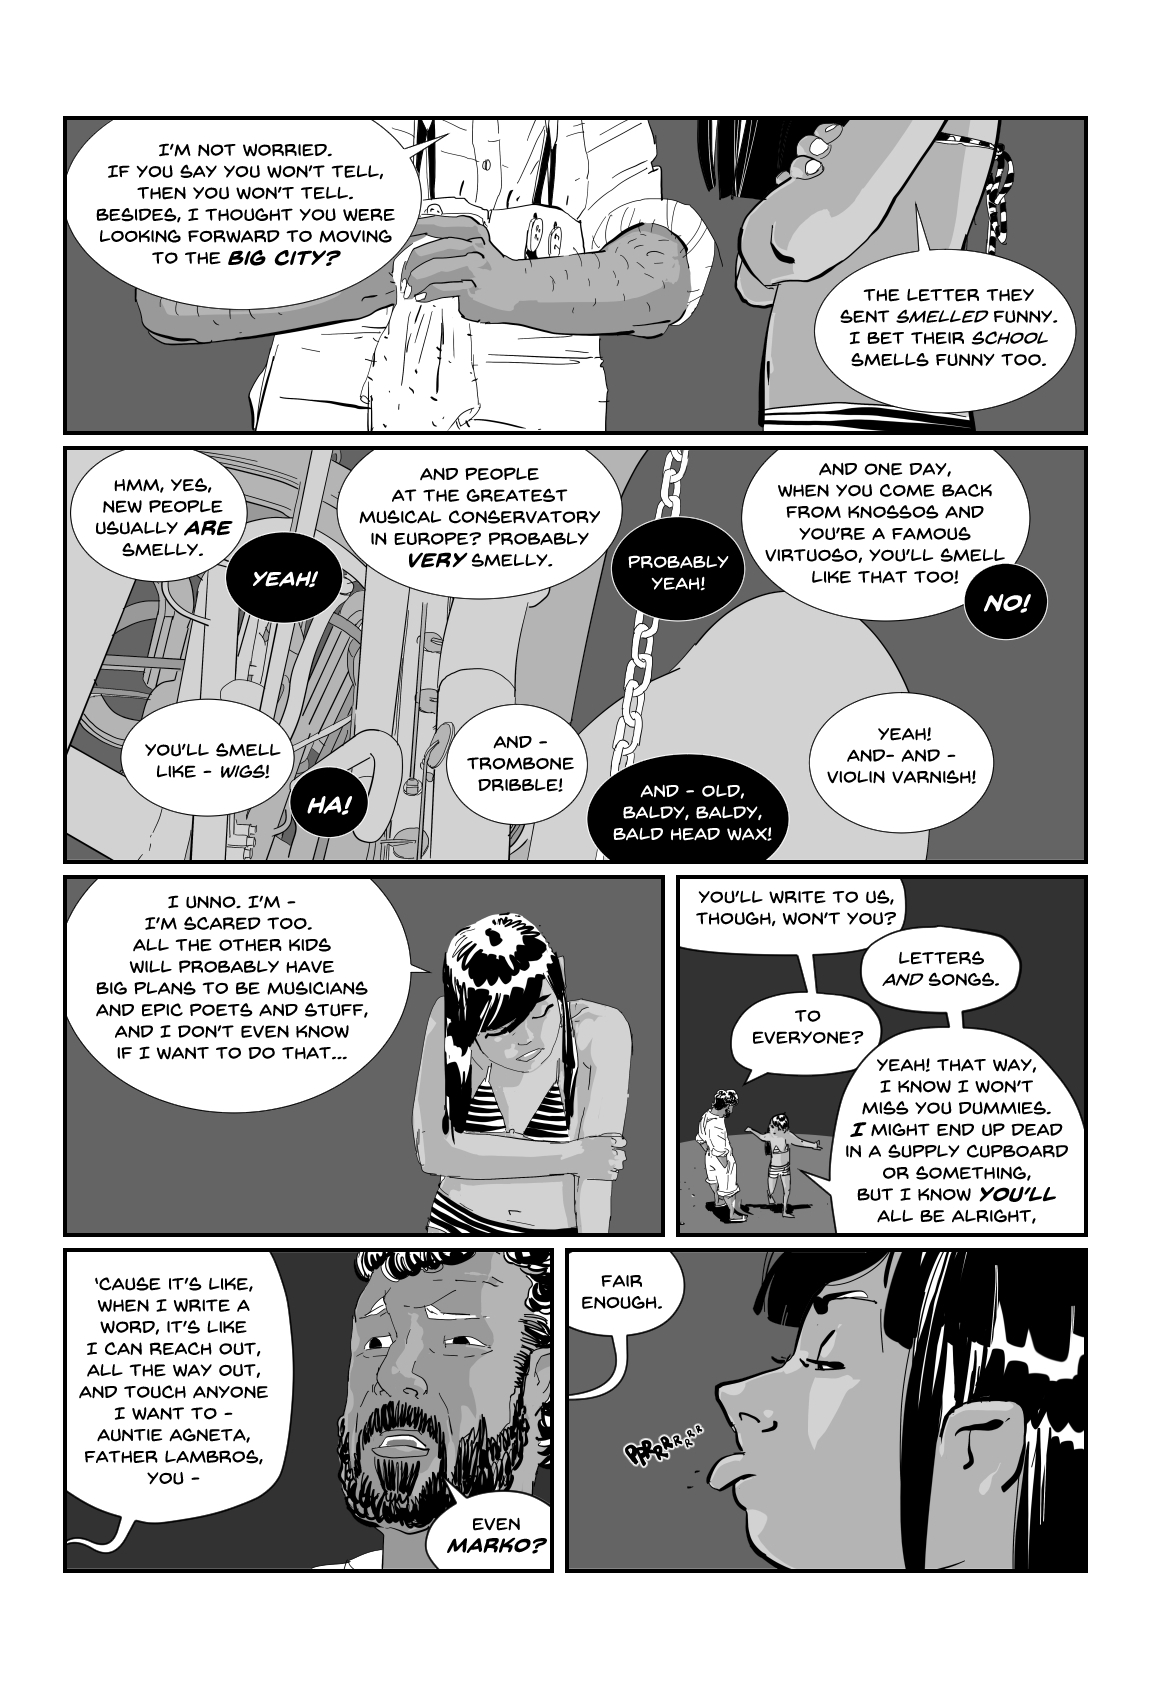 I'M NOT WORRIED.
IF YOU SAY YOU WON'T TELL,
THEN YOU WON'T TELL.
BESIDES, I THOUGHT YOU WERE
LOOKING FORWARD TO MOVING
TO THE BIG CITY?
THE LETTER THEY
SENT SMELLED FUNNY.
I BET THEIR SCHOOL
SMELLS FUNNY TOO.
HMM, YES,
NEW PEOPLE
USUALLY ARE
SMELLY.
YEAH!
AND PEOPLE
AT THE GREATEST
MUSICAL CONSERVATORY
IN EUROPE? PROBABLY
VERY SMELLY.
PROBABLY
YEAH!
AND ONE DAY,
WHEN YOU COME BACK
FROM KNOSSOS AND
YOU'RE A FAMOUS
VIRTUOSO, YOU'LL SMELL
LIKE THAT TOO!
NO!
YOU'LL SMELL
LIKE - WIGS!
HA!
AND -
TROMBONE
DRIBBLE!
AND - OLD,
BALDY, BALDY,
BALD HEAD WAX!
YEAH!
AND- AND -
VIOLIN VARNISH!
I UNNO. I'M -
I'M SCARED TOO.
ALL THE OTHER KIDS
WILL PROBABLY HAVE
BIG PLANS TO BE MUSICIANS
AND EPIC POETS AND STUFF,
AND I DON'T EVEN KNOW
IF I WANT TO DO THAT...
YOU'LL WRITE TO US,
THOUGH, WON'T YOU?
LETTERS
AND SONGS.
TO
EVERYONE?
YEAH! THAT WAY,
I KNOW I WON'T
MISS YOU DUMMIES.
I MIGHT END UP DEAD
IN A SUPPLY CUPBOARD
OR SOMETHING,
BUT I KNOW YOU'LL
ALL BE ALRIGHT,
'CAUSE IT'S LIKE,
WHEN I WRITE A
WORD, IT'S LIKE
I CAN REACH OUT,
ALL THE WAY OUT,
AND TOUCH ANYONE
I WANT TO -
AUNTIE AGNETA,
FATHER LAMBROS,
YOU -
EVEN
MARKO?
FAIR
ENOUGH.